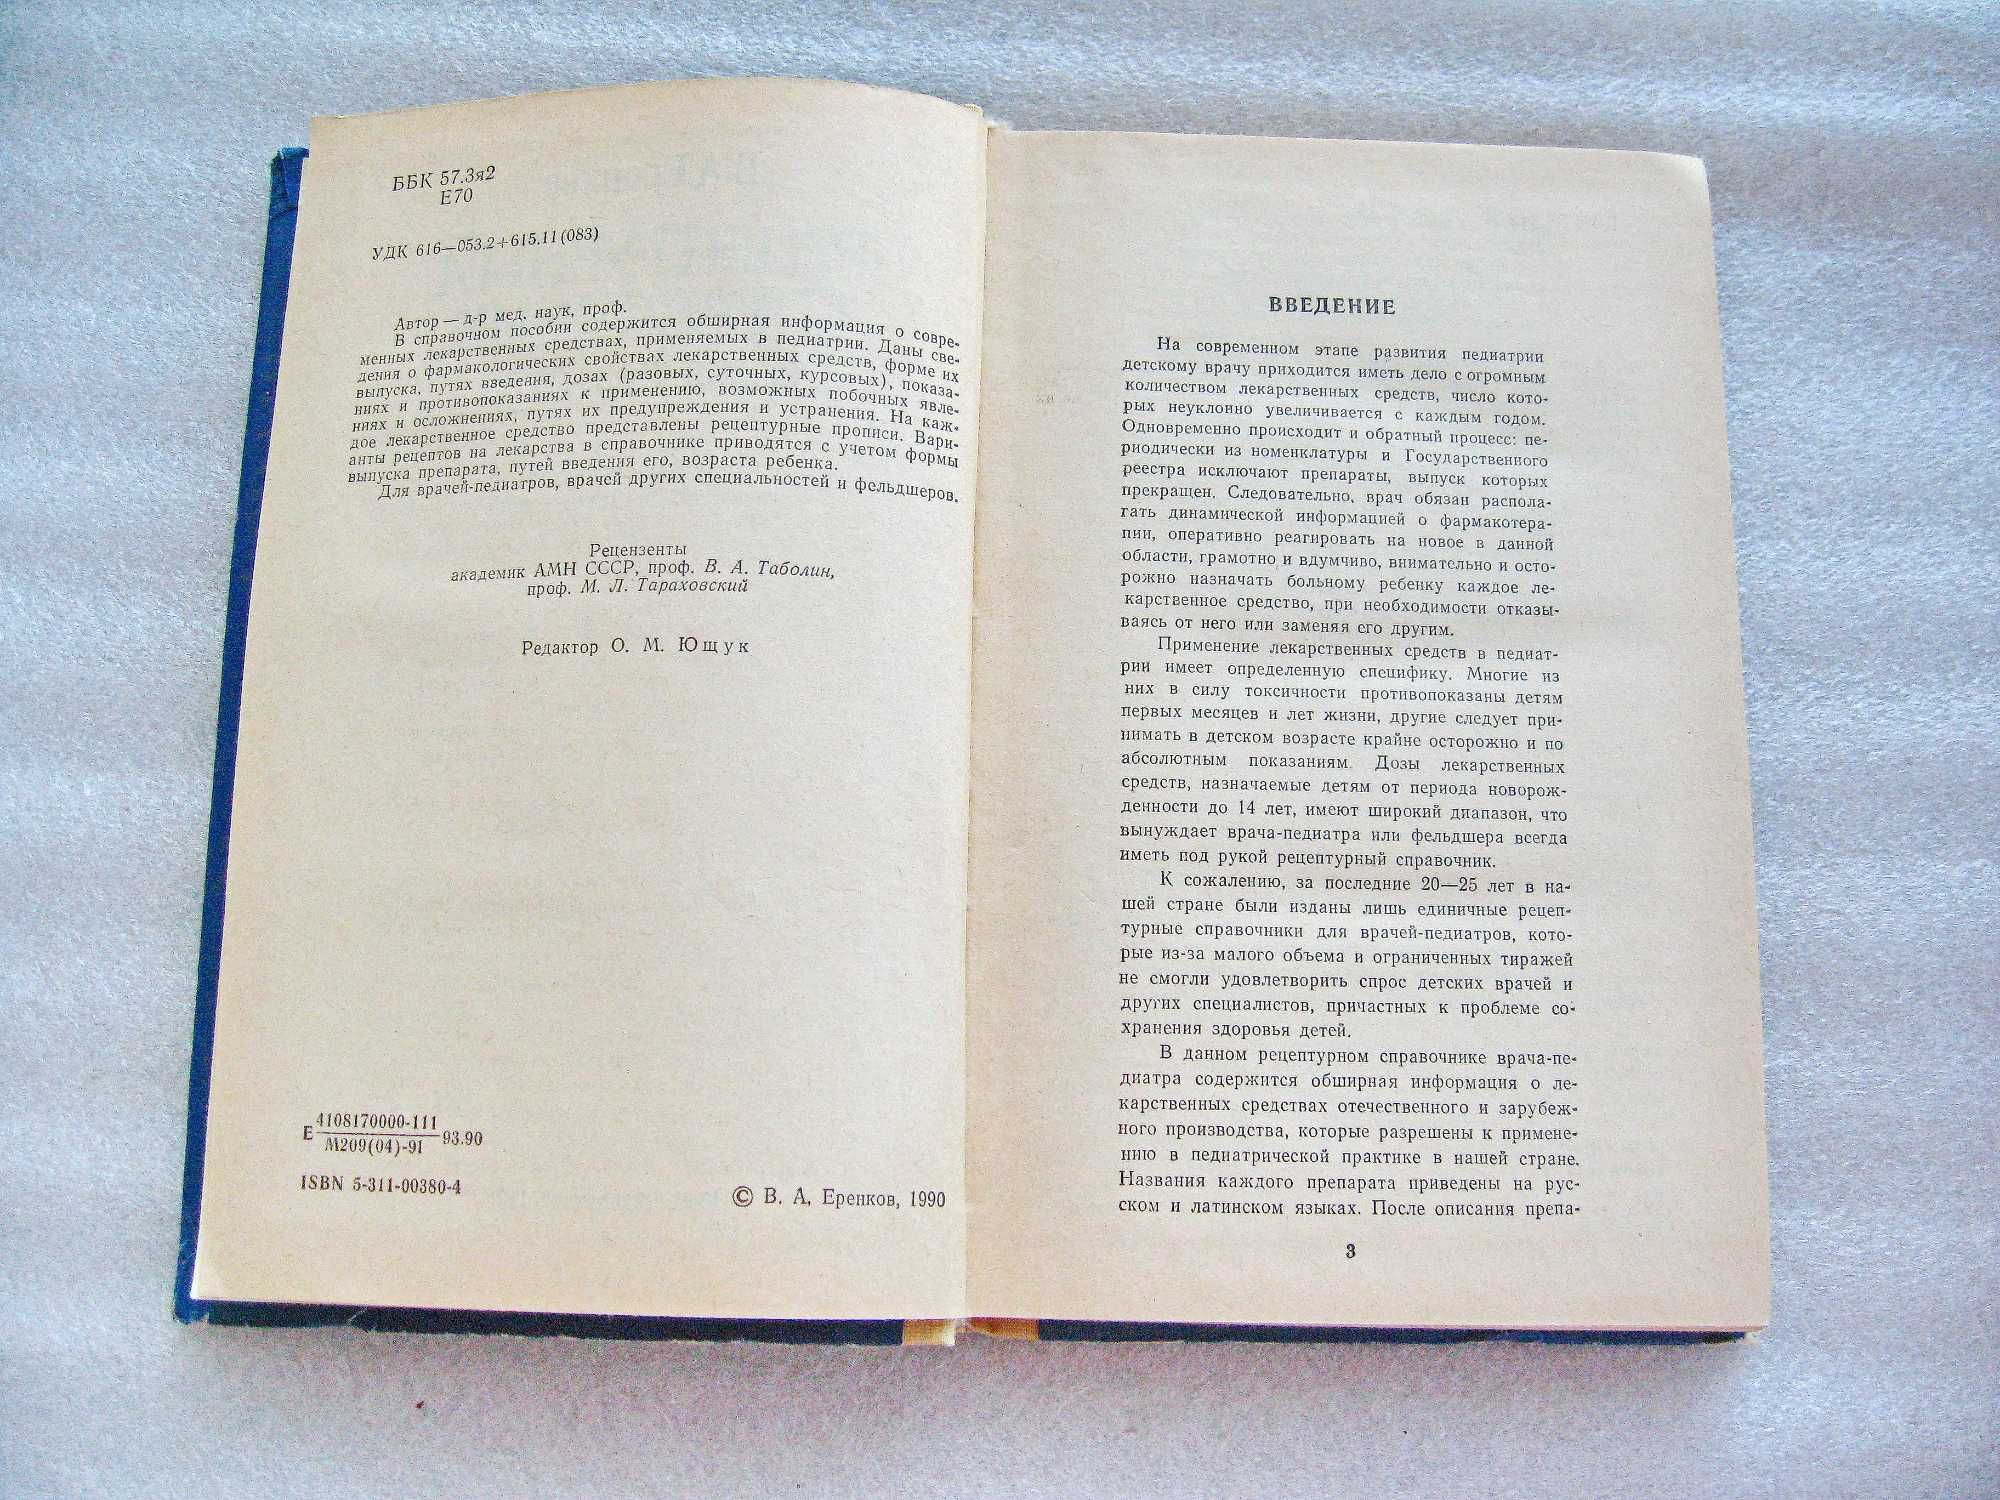 ББК 57.3я2
Е70
УДК 616—053.2+615.11(083)
Автор — д-р мед. наук, проф.
В справочном пособии содержится обширная информация о совре-
менных лекарственных средствах, применяемых в педиатрии. Даны све-
дения о фармакологических свойствах лекарственных средств, форме их
выпуска, путях введения, дозах (разовых, суточных, курсовых), показа-
ниях и противопоказаниях к применению, возможных побочных явле-
ниях и осложнениях, путях их предупреждения и устранения. На каж-
дое лекарственное средство представлены рецептурные прописи. Вари-
анты рецептов на лекарства в справочнике приводятся с учетом формы
выпуска препарата, путей введения его, возраста ребенка.
Для врачей-педиатров, врачей других специальностей и фельдшеров.
Рецензенты
академик АМН СССР, проф. В. А. Таболин,
проф. М. Л. Тараховский
Редактор О. М. Ющук
4108170000-111
Е 93.90
М209(04)-91
ISBN 5-311-00380-4
© В. А. Еренков, 1990
ВВЕДЕНИЕ
На современном этапе развития педиатрии
детскому врачу приходится иметь дело с огромным
количеством лекарственных средств, число кото-
рых неуклонно увеличивается с каждым годом.
Одновременно происходит и обратный процесс: пе-
риодически из номенклатуры и Государственного
реестра исключают препараты, выпуск которых
прекращен. Следовательно, врач обязан распола-
гать динамической информацией о фармакотера-
пии, оперативно реагировать на новое в данной
области, грамотно и вдумчиво, внимательно и осто-
рожно назначать больному ребенку каждое ле-
карственное средство, при необходимости отказы-
ваясь от него или заменяя его другим.
Применение лекарственных средств в педиат-
рии имеет определенную специфику. Многие из
них в силу токсичности противопоказаны детям
первых месяцев и лет жизни, другие следует при-
нимать в детском возрасте крайне осторожно и по
абсолютным показаниям. Дозы лекарственных
средств, назначаемые детям от периода новорож-
денности до 14 лет, имеют широкий диапазон, что
вынуждает врача-педиатра или фельдшера всегда
иметь под рукой рецептурный справочник.
К сожалению, за последние 20—25 лет в на-
шей стране были изданы лишь единичные рецеп-
турные справочники для врачей-педиатров, кото-
рые из-за малого объема и ограниченных тиражей
не смогли удовлетворить спрос детских врачей и
других специалистов, причастных к проблеме со-
хранения здоровья детей.
В данном рецептурном справочнике врача-пе-
диатра содержится обширная информация о ле-
карственных средствах отечественного и зарубеж-
ного производства, которые разрешены к примене-
нию в педиатрической практике в нашей стране.
Названия каждого препарата приведены на рус-
ском и латинском языках. После описания препа-
3